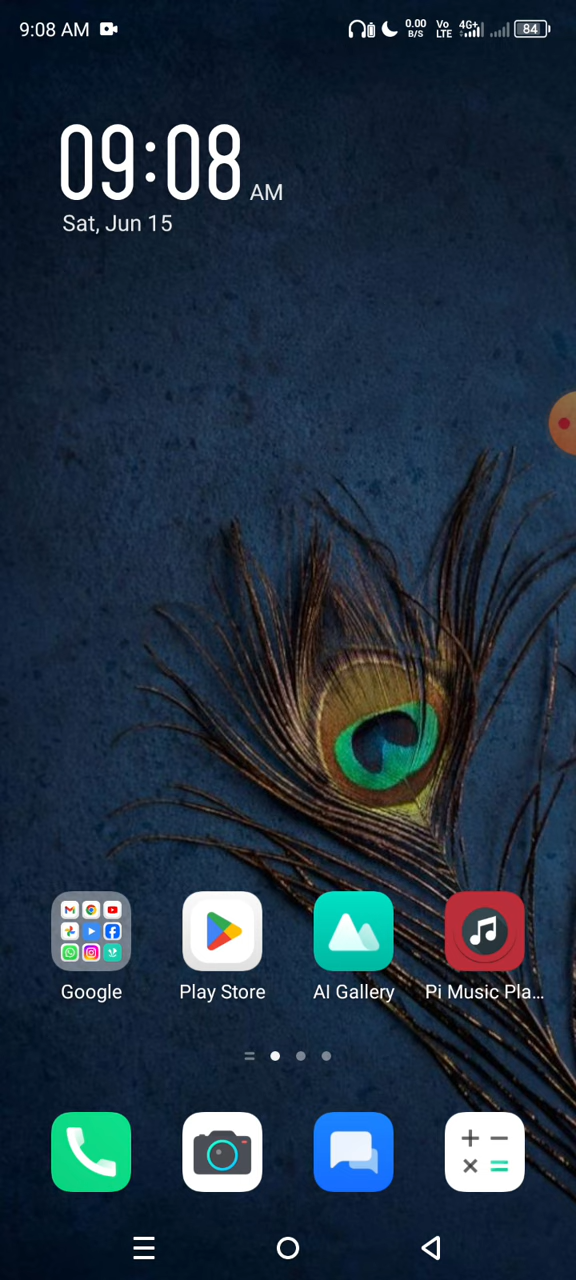 9:08 AM
0.00 B/S
Vo LTE
4G+
84
09:08 AM
Sat, Jun 15
Google
Play Store
AI Gallery
Pi Music Pla...